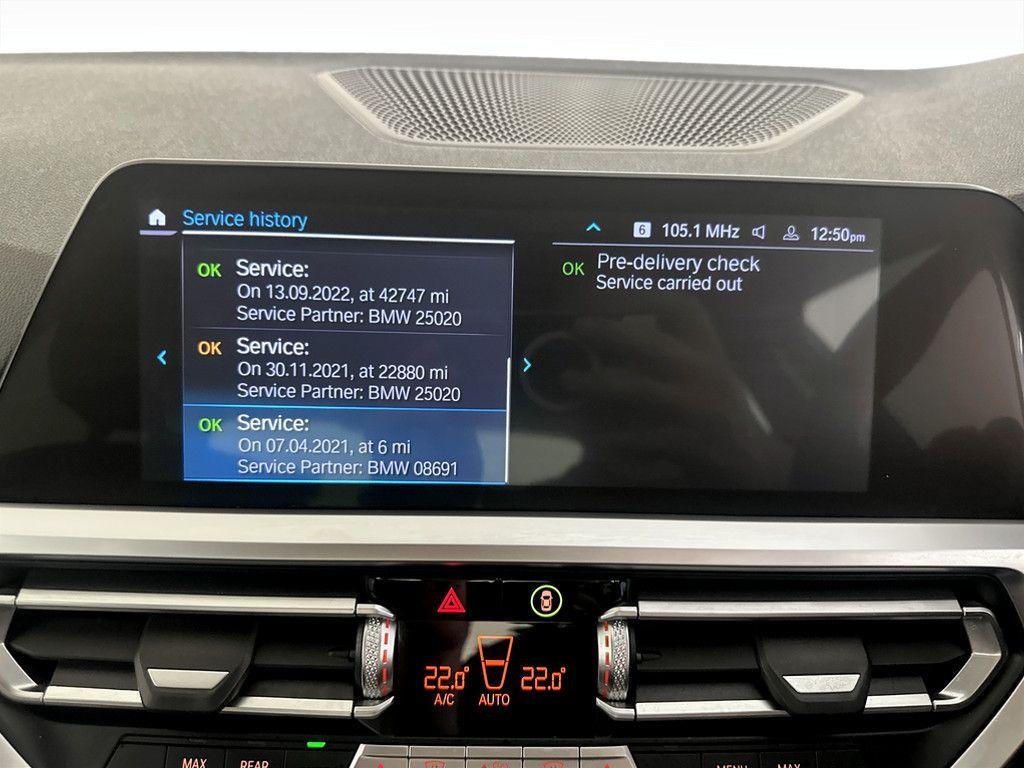 Service history
6 105.1 MHz 12:50pm
OK Service:
On 13.09.2022, at 42747 mi
Service Partner: BMW 25020
OK Service:
On 30.11.2021, at 22880 mi
Service Partner: BMW 25020
OK Service:
On 07.04.2021, at 6 mi
Service Partner: BMW 08691
OK Pre-delivery check
Service carried out
22.0° 22.0°
A/C AUTO
MAX REAR MENU MAX